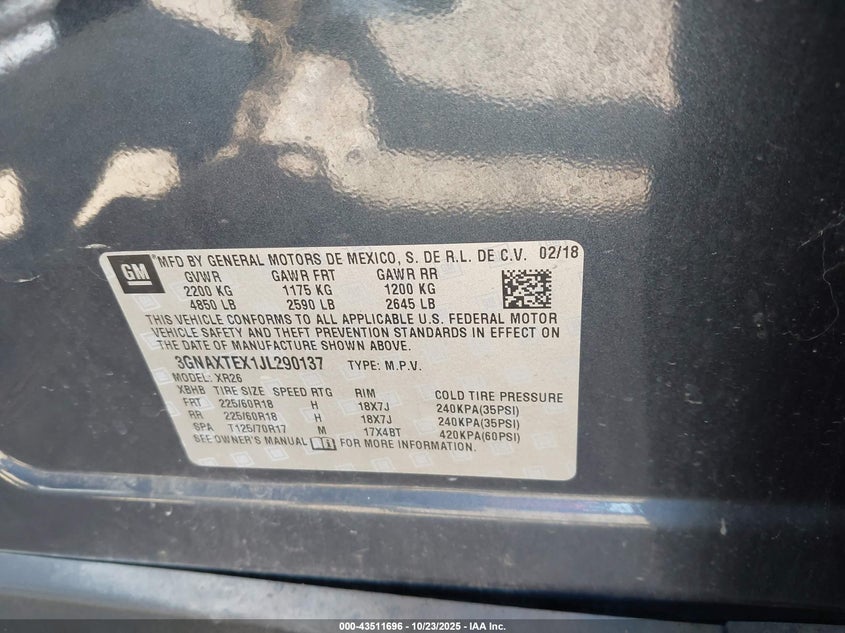 GM
MFD BY GENERAL MOTORS DE MEXICO, S. DE R.L. DE C.V. 02/18
GVWR GAWR FRT GAWR RR
2200 KG 1175 KG 1200 KG
4850 LB 2590 LB 2645 LB
THIS VEHICLE CONFORMS TO ALL APPLICABLE U.S. FEDERAL MOTOR
VEHICLE SAFETY AND THEFT PREVENTION STANDARDS IN EFFECT ON
THE DATE OF MANUFACTURE SHOWN ABOVE.
3GNAXTEX1JL290137 TYPE: M.P.V.
MODEL: XR26
XBHB TIRE SIZE SPEED RTG RIM COLD TIRE PRESSURE
FRT 225/60R18 H 18X7J 240KPA(35PSI)
RR 225/60R18 H 18X7J 240KPA(35PSI)
SPA T125/70R17 M 17X4BT 420KPA(60PSI)
SEE OWNER'S MANUAL FOR MORE INFORMATION.
000-43511696 - 10/23/2025 - IAA Inc.